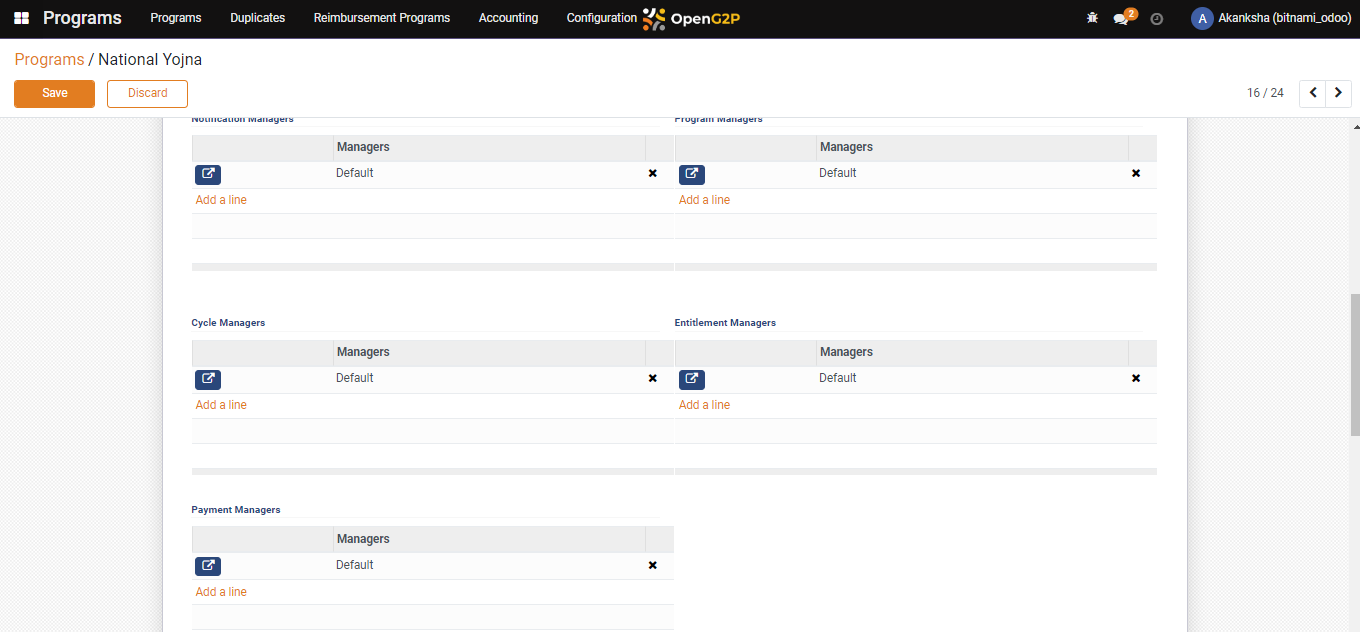 Programs Programs Duplicates Reimbursement Programs Accounting Configuration OpenG2P 2 A Akanksha (bitnami_odoo)
Programs / National Yojna
Save Discard 16 / 24
Notification Managers Program Managers
Managers Managers
Default Default
Add a line Add a line
Cycle Managers Entitlement Managers
Managers Managers
Default Default
Add a line Add a line
Payment Managers
Managers
Default
Add a line